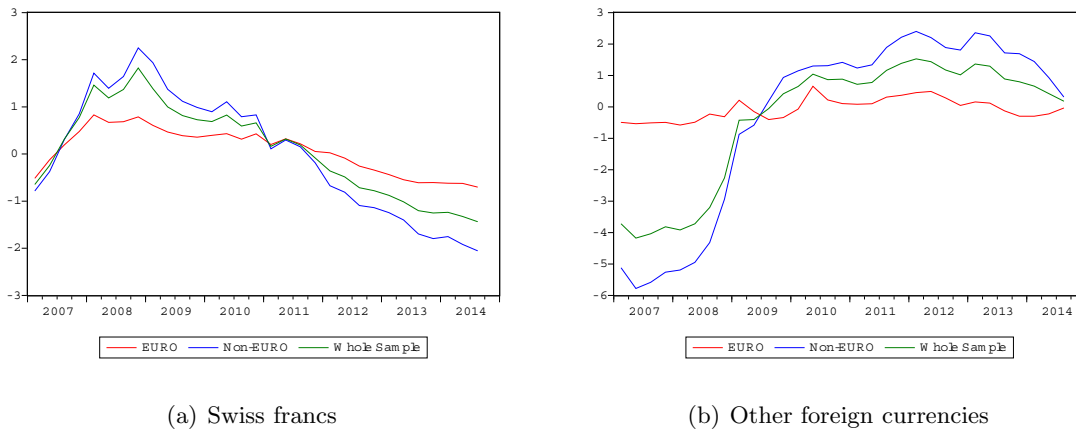 3
2
1
0
-1
-2
-3
2007 2008 2009 2010 2011 2012 2013 2014
EURO Non-EURO Whole Sample
(a) Swiss francs
3
2
1
0
-1
-2
-3
-4
-5
-6
2007 2008 2009 2010 2011 2012 2013 2014
EURO Non-EURO Whole Sample
(b) Other foreign currencies